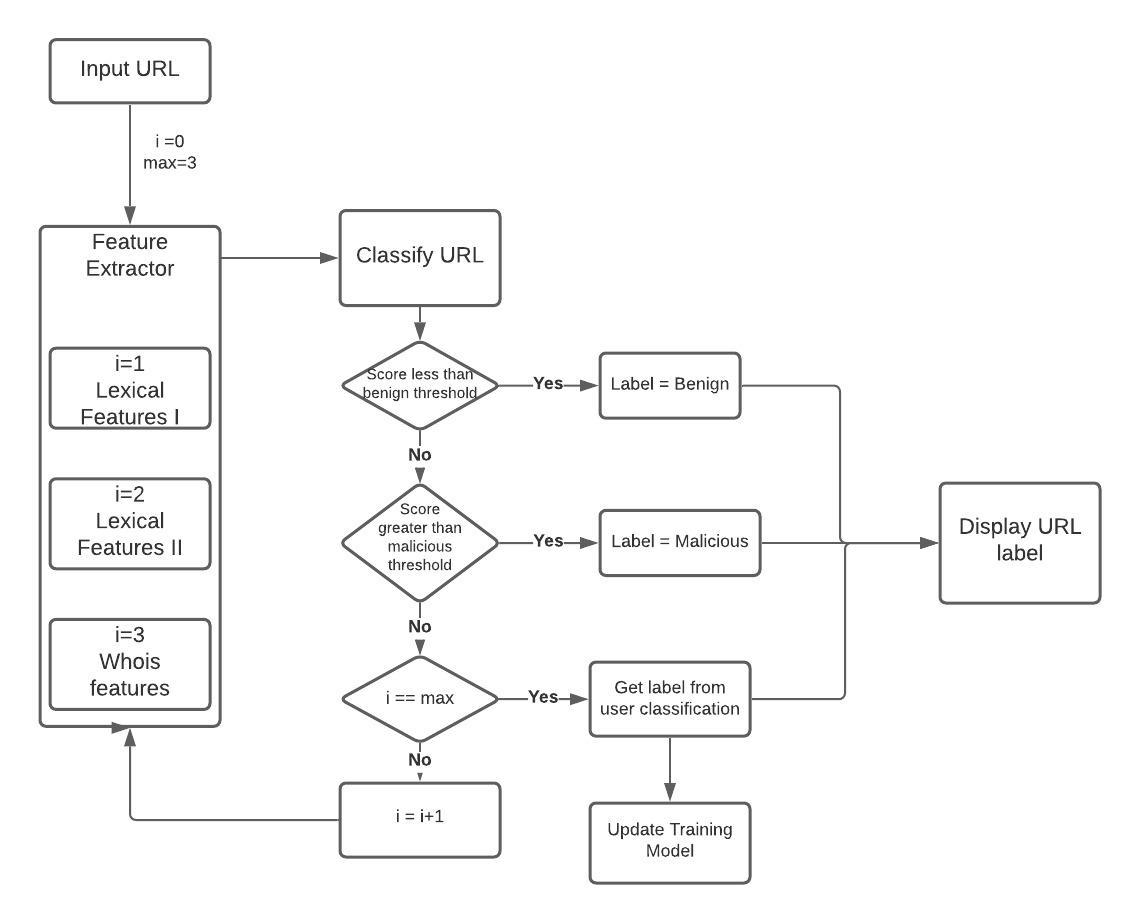 Input URL
i =0
max=3
Feature
Extractor
i=1
Lexical
Features I
i=2
Lexical
Features II
i=3
Whois
features
Classify URL
Score less than
benign threshold
Yes
Label = Benign
No
Score
greater than
malicious
threshold
Yes
Label = Malicious
No
i == max
Yes
Get label from
user classification
No
i = i+1
Update Training
Model
Display URL
label